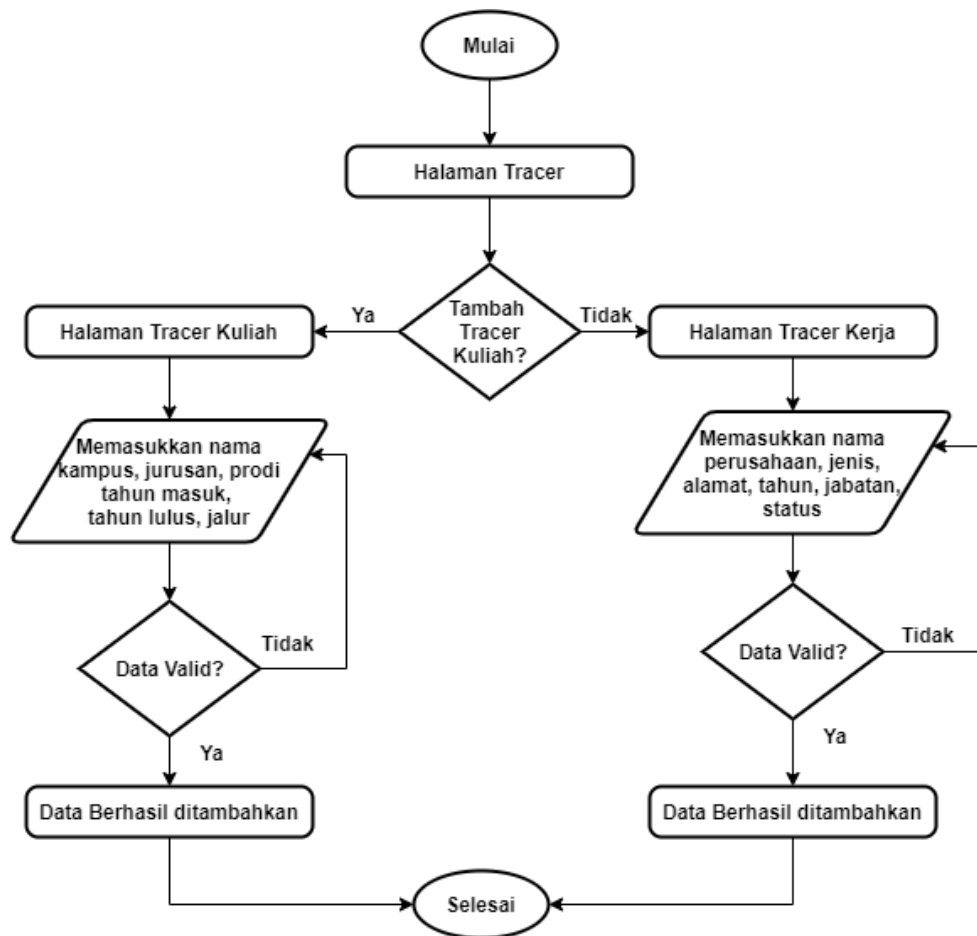 Mulai
Halaman Tracer
Tambah
Tracer
Kuliah?
Ya
Tidak
Halaman Tracer Kuliah
Halaman Tracer Kerja
Memasukkan nama
kampus, jurusan, prodi
tahun masuk,
tahun lulus, jalur
Memasukkan nama
perusahaan, jenis,
alamat, tahun, jabatan,
status
Data Valid?
Tidak
Data Valid?
Tidak
Ya
Ya
Data Berhasil ditambahkan
Data Berhasil ditambahkan
Selesai